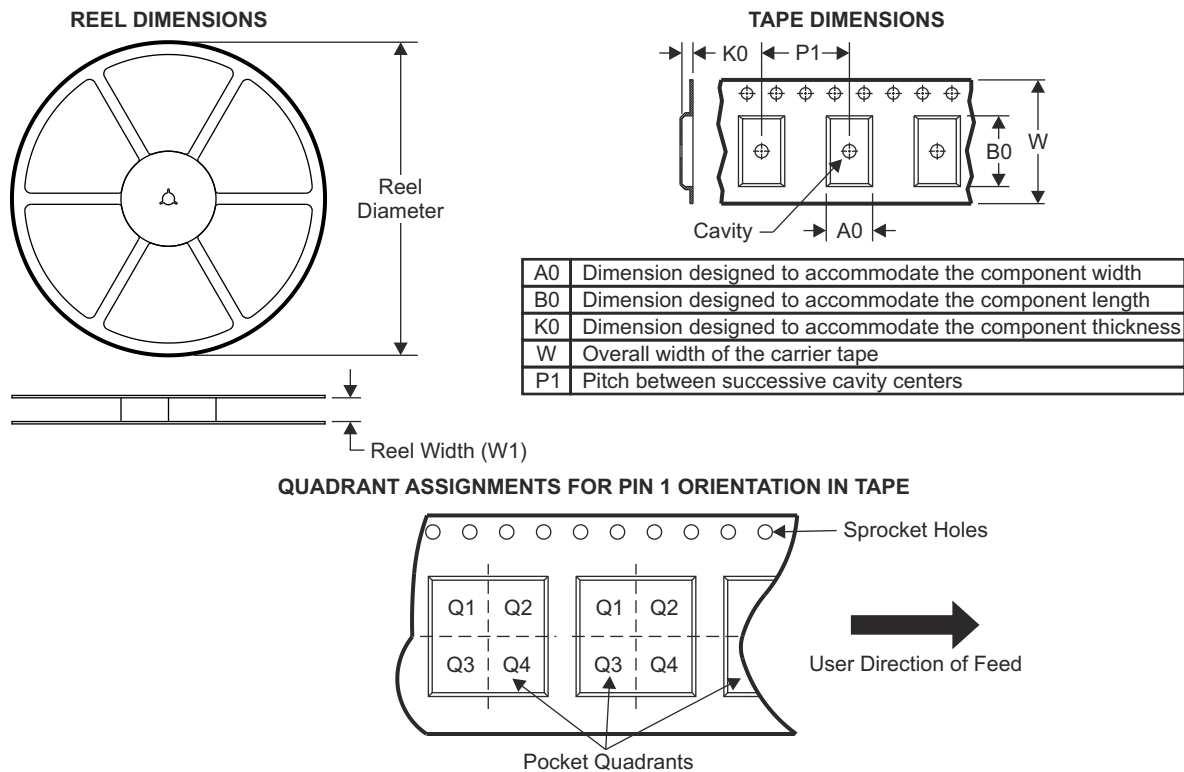 REEL DIMENSIONS
Reel
Diameter
Reel Width (W1)
TAPE DIMENSIONS
K0
P1
B0
W
Cavity
A0
A0 Dimension designed to accommodate the component width
B0 Dimension designed to accommodate the component length
K0 Dimension designed to accommodate the component thickness
W Overall width of the carrier tape
P1 Pitch between successive cavity centers
QUADRANT ASSIGNMENTS FOR PIN 1 ORIENTATION IN TAPE
Sprocket Holes
Q1 Q2 Q1 Q2
Q3 Q4 Q3 Q4
User Direction of Feed
Pocket Quadrants